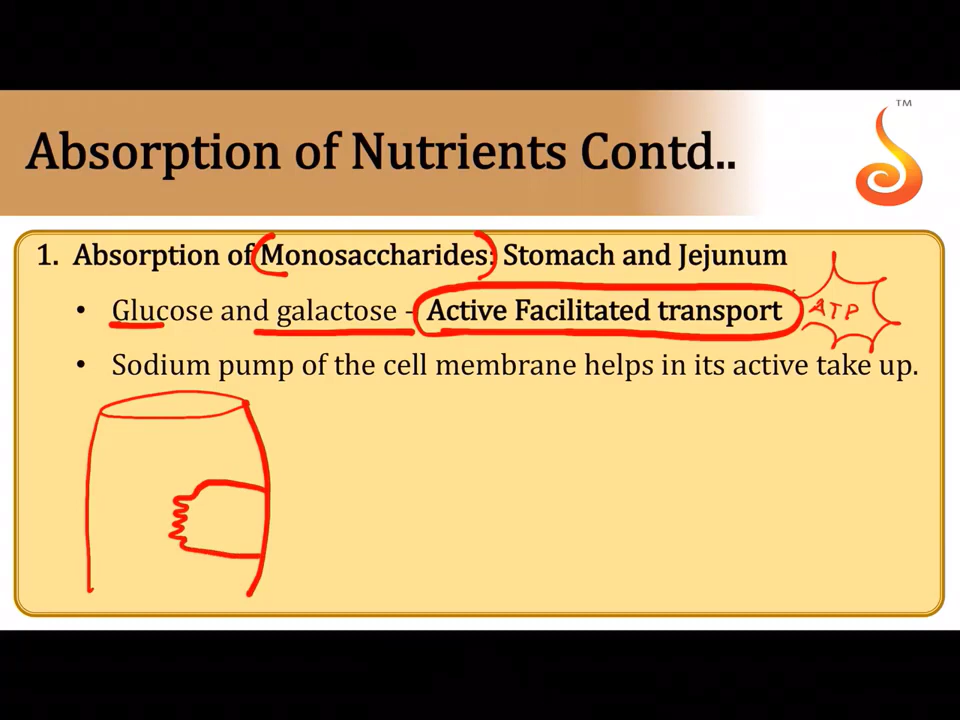 TM
Absorption of Nutrients Contd..
1. Absorption of Monosaccharides: Stomach and Jejunum
• Glucose and galactose - Active Facilitated transport ATP
• Sodium pump of the cell membrane helps in its active take up.